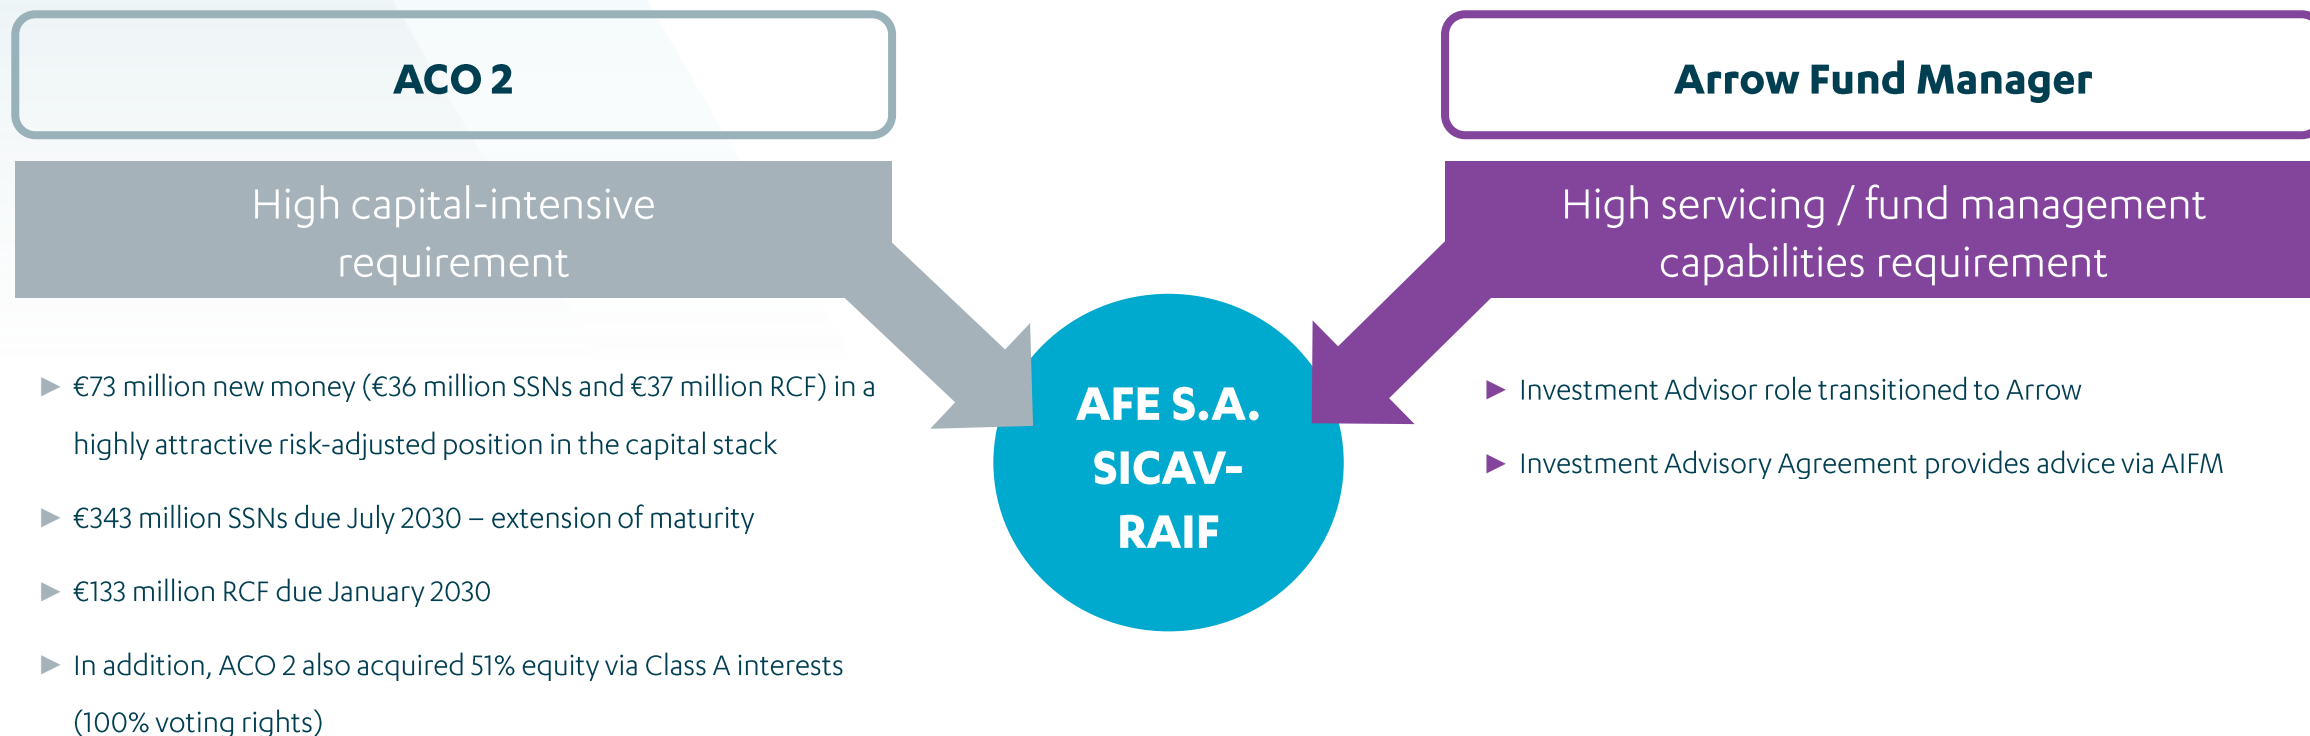 ACO 2
High capital-intensive
requirement
► €73 million new money (€36 million SSNs and €37 million RCF) in a
highly attractive risk-adjusted position in the capital stack
► €343 million SSNs due July 2030 – extension of maturity
► €133 million RCF due January 2030
► In addition, ACO 2 also acquired 51% equity via Class A interests
(100% voting rights)
AFE S.A.
SICAV-
RAIF
Arrow Fund Manager
High servicing / fund management
capabilities requirement
► Investment Advisor role transitioned to Arrow
► Investment Advisory Agreement provides advice via AIFM